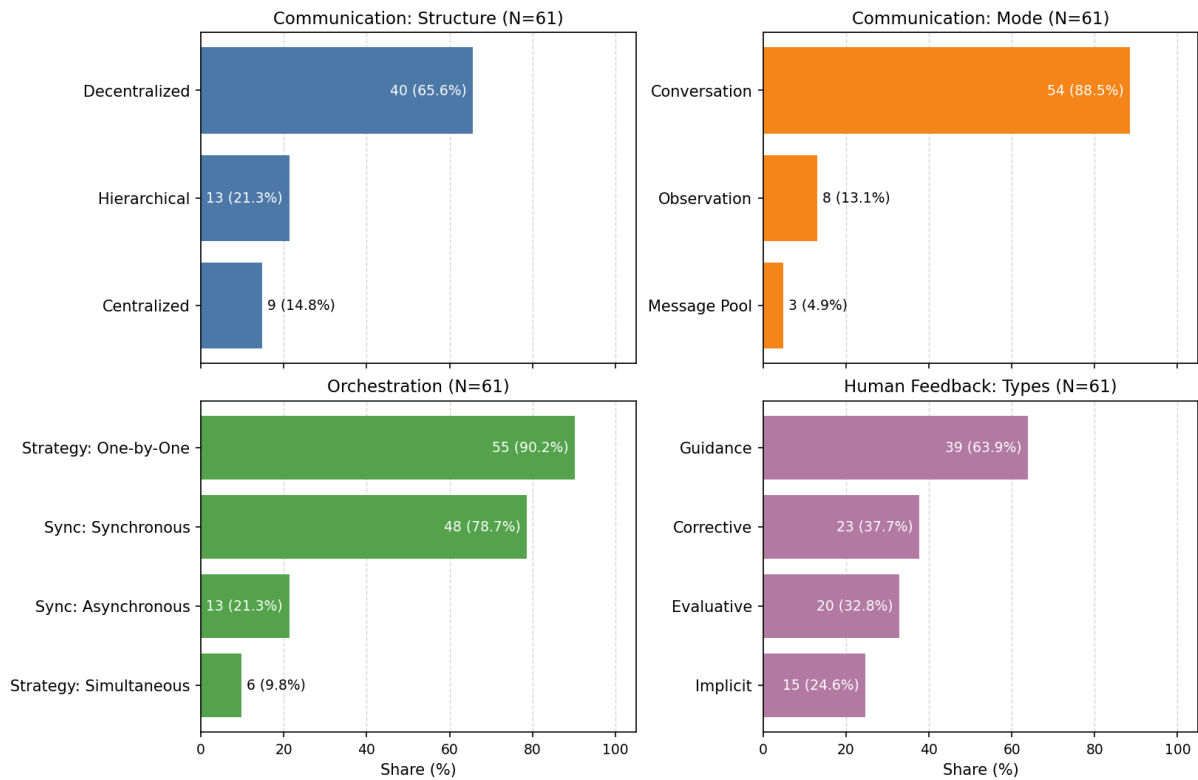 Communication: Structure (N=61)
Decentralized
40 (65.6%)
Hierarchical
13 (21.3%)
Centralized
9 (14.8%)
Communication: Mode (N=61)
Conversation
54 (88.5%)
Observation
8 (13.1%)
Message Pool
3 (4.9%)
Orchestration (N=61)
Strategy: One-by-One
55 (90.2%)
Sync: Synchronous
48 (78.7%)
Sync: Asynchronous
13 (21.3%)
Strategy: Simultaneous
6 (9.8%)
0 20 40 60 80 100
Share (%)
Human Feedback: Types (N=61)
Guidance
39 (63.9%)
Corrective
23 (37.7%)
Evaluative
20 (32.8%)
Implicit
15 (24.6%)
0 20 40 60 80 100
Share (%)